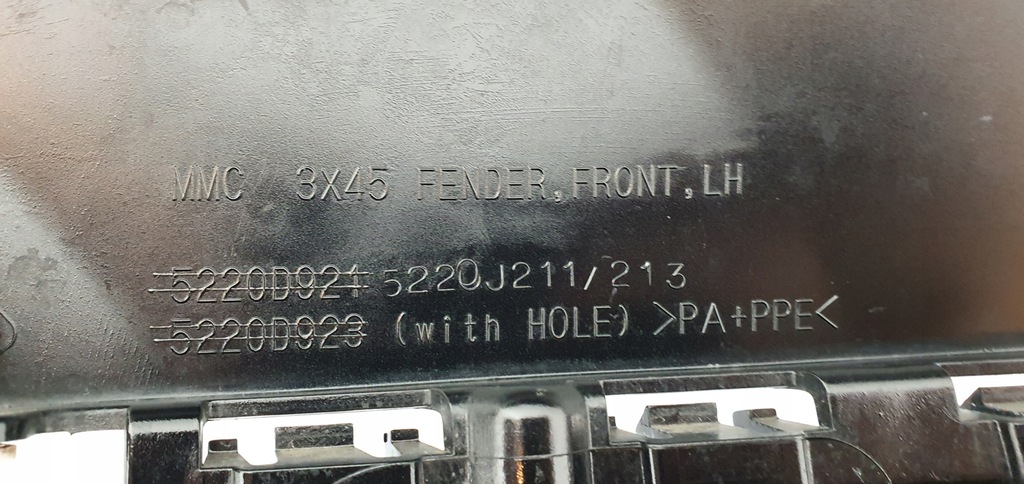 MMC 3X45 FENDER,FRONT,LH
5220D921 5220J211/213
5220D923 (with HOLE) >PA+PPE<